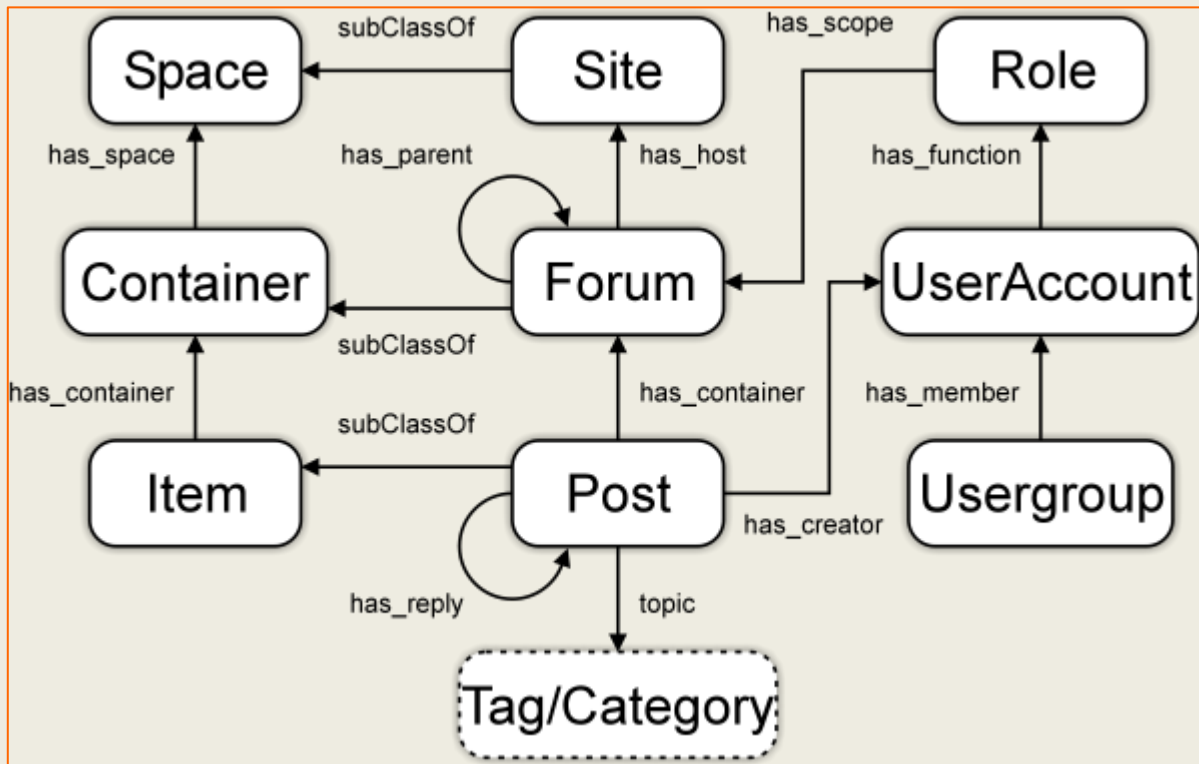 subClassOf
has_scope
Space
Site
Role
has_space
has_parent
has_host
has_function
Container
Forum
UserAccount
subClassOf
has_container
has_container
has_member
subClassOf
Item
Post
Usergroup
has_creator
has_reply
topic
Tag/Category